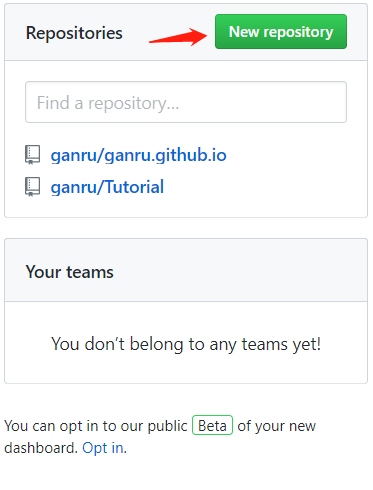 Repositories
New repository
Find a repository...
ganru/ganru.github.io
ganru/Tutorial
Your teams
You don’t belong to any teams yet!
You can opt in to our public Beta of your new
dashboard. Opt in.